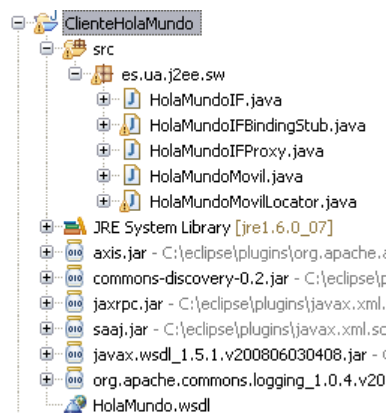 ClienteHolaMundo
src
es.ua.j2ee.sw
HolaMundoIF.java
HolaMundoIFBindingStub.java
HolaMundoIFProxy.java
HolaMundoMovil.java
HolaMundoMovilLocator.java
JRE System Library [jre1.6.0_07]
axis.jar - C:\eclipse\plugins\org.apache.a
commons-discovery-0.2.jar - C:\eclipse\p
jaxrpc.jar - C:\eclipse\plugins\javax.xml.
saaj.jar - C:\eclipse\plugins\javax.xml.so
javax.wsdl_1.5.1.v200806030408.jar - C
org.apache.commons.logging_1.0.4.v20
HolaMundo.wsdl